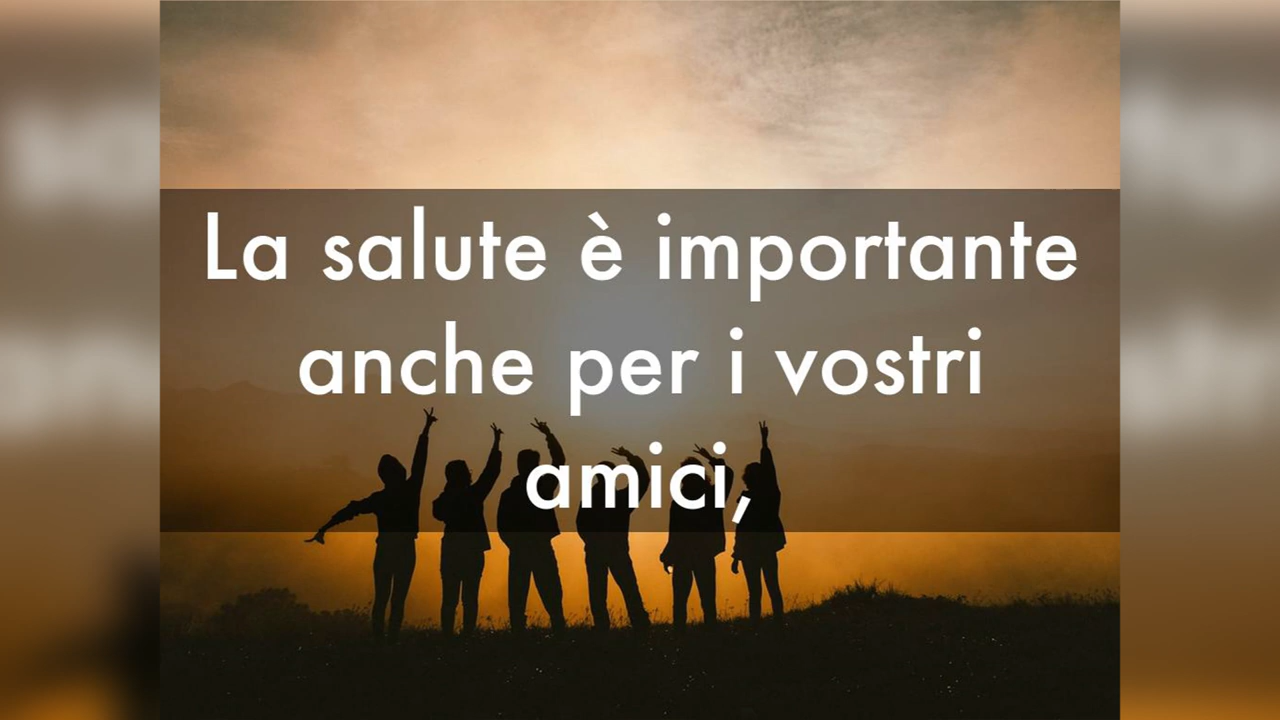 La salute è importante
anche per i vostri
amici,